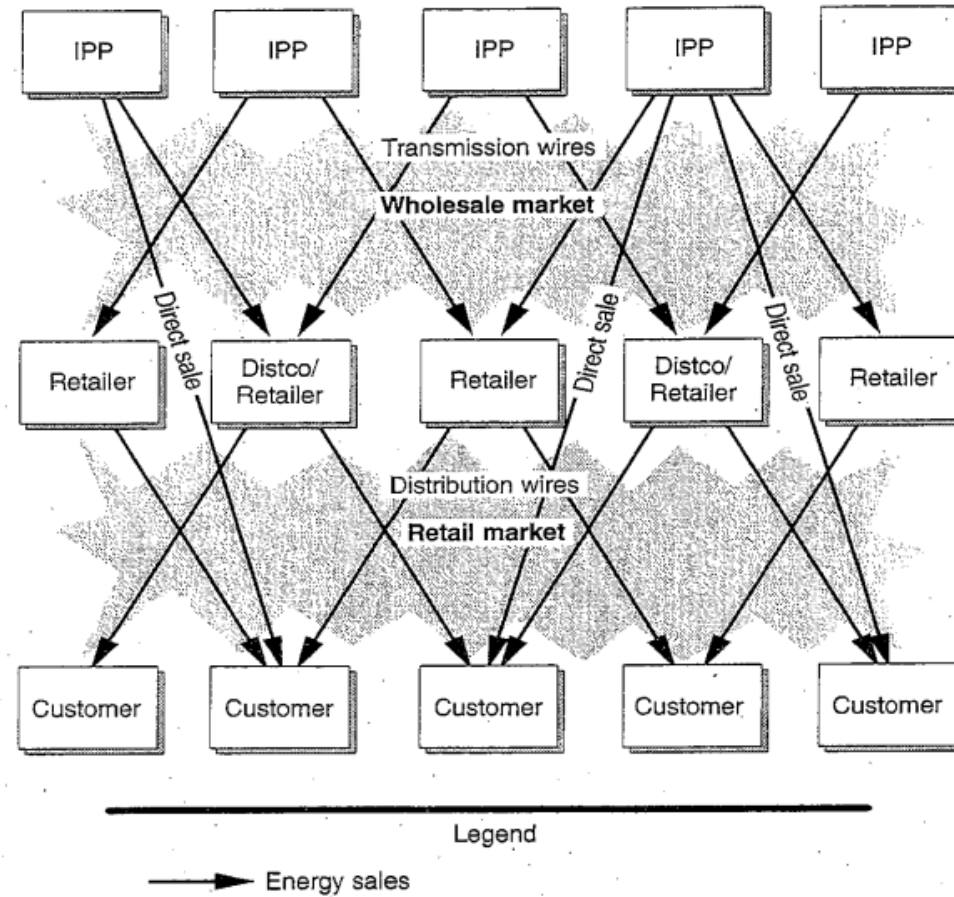 IPP
IPP
IPP
IPP
IPP
Transmission wires
Wholesale market
Direct sale
Direct sale
Direct sale
Retailer
Distco/
Retailer
Retailer
Distco/
Retailer
Retailer
Distribution wires
Retail market
Customer
Customer
Customer
Customer
Customer
Legend
Energy sales